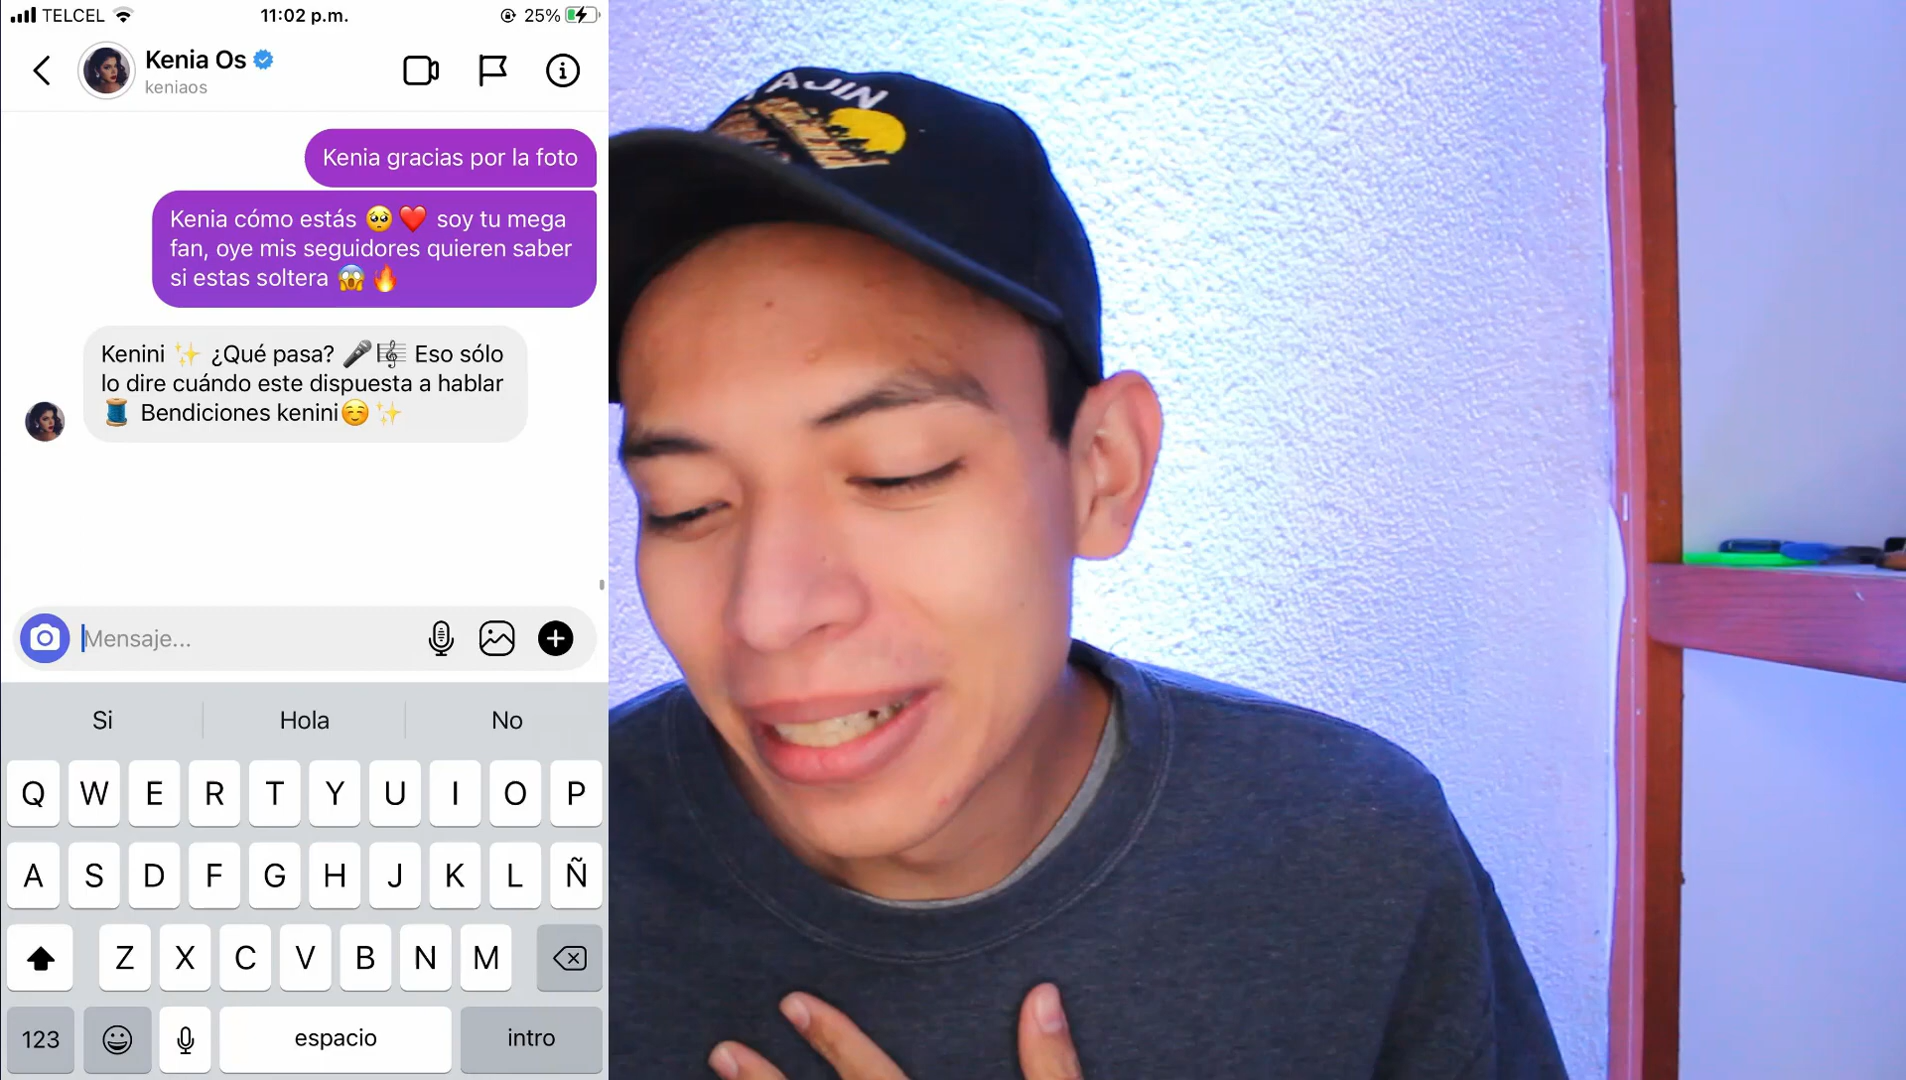 TELCEL
11:02 p.m.
25%
Kenia Os
keniaos
Kenia gracias por la foto
Kenia cómo estás 🥺❤️ soy tu mega
fan, oye mis seguidores quieren saber
si estas soltera 😱🔥
Kenini ✨ ¿Qué pasa? 🎤🎼 Eso sólo
lo dire cuándo este dispuesta a hablar
🧵 Bendiciones kenini☺️✨
Mensaje...
Si Hola No
Q W E R T Y U I O P
A S D F G H J K L Ñ
Z X C V B N M
123 espacio intro